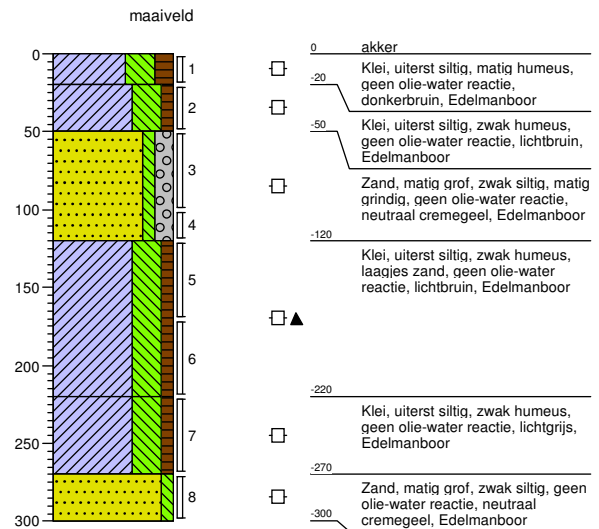 maaiveld
0
50
100
150
200
250
300
1
2
3
4
5
6
7
8
0 akker
Klei, uiterst siltig, matig humeus,
geen olie-water reactie,
donkerbruin, Edelmanboor
-20
Klei, uiterst siltig, zwak humeus,
geen olie-water reactie, lichtbruin,
Edelmanboor
-50
Zand, matig grof, zwak siltig, matig
grindig, geen olie-water reactie,
neutraal cremegeel, Edelmanboor
-120
Klei, uiterst siltig, zwak humeus,
laagjes zand, geen olie-water
reactie, lichtbruin, Edelmanboor
-220
Klei, uiterst siltig, zwak humeus,
geen olie-water reactie, lichtgrijs,
Edelmanboor
-270
Zand, matig grof, zwak siltig, geen
olie-water reactie, neutraal
cremegeel, Edelmanboor
-300